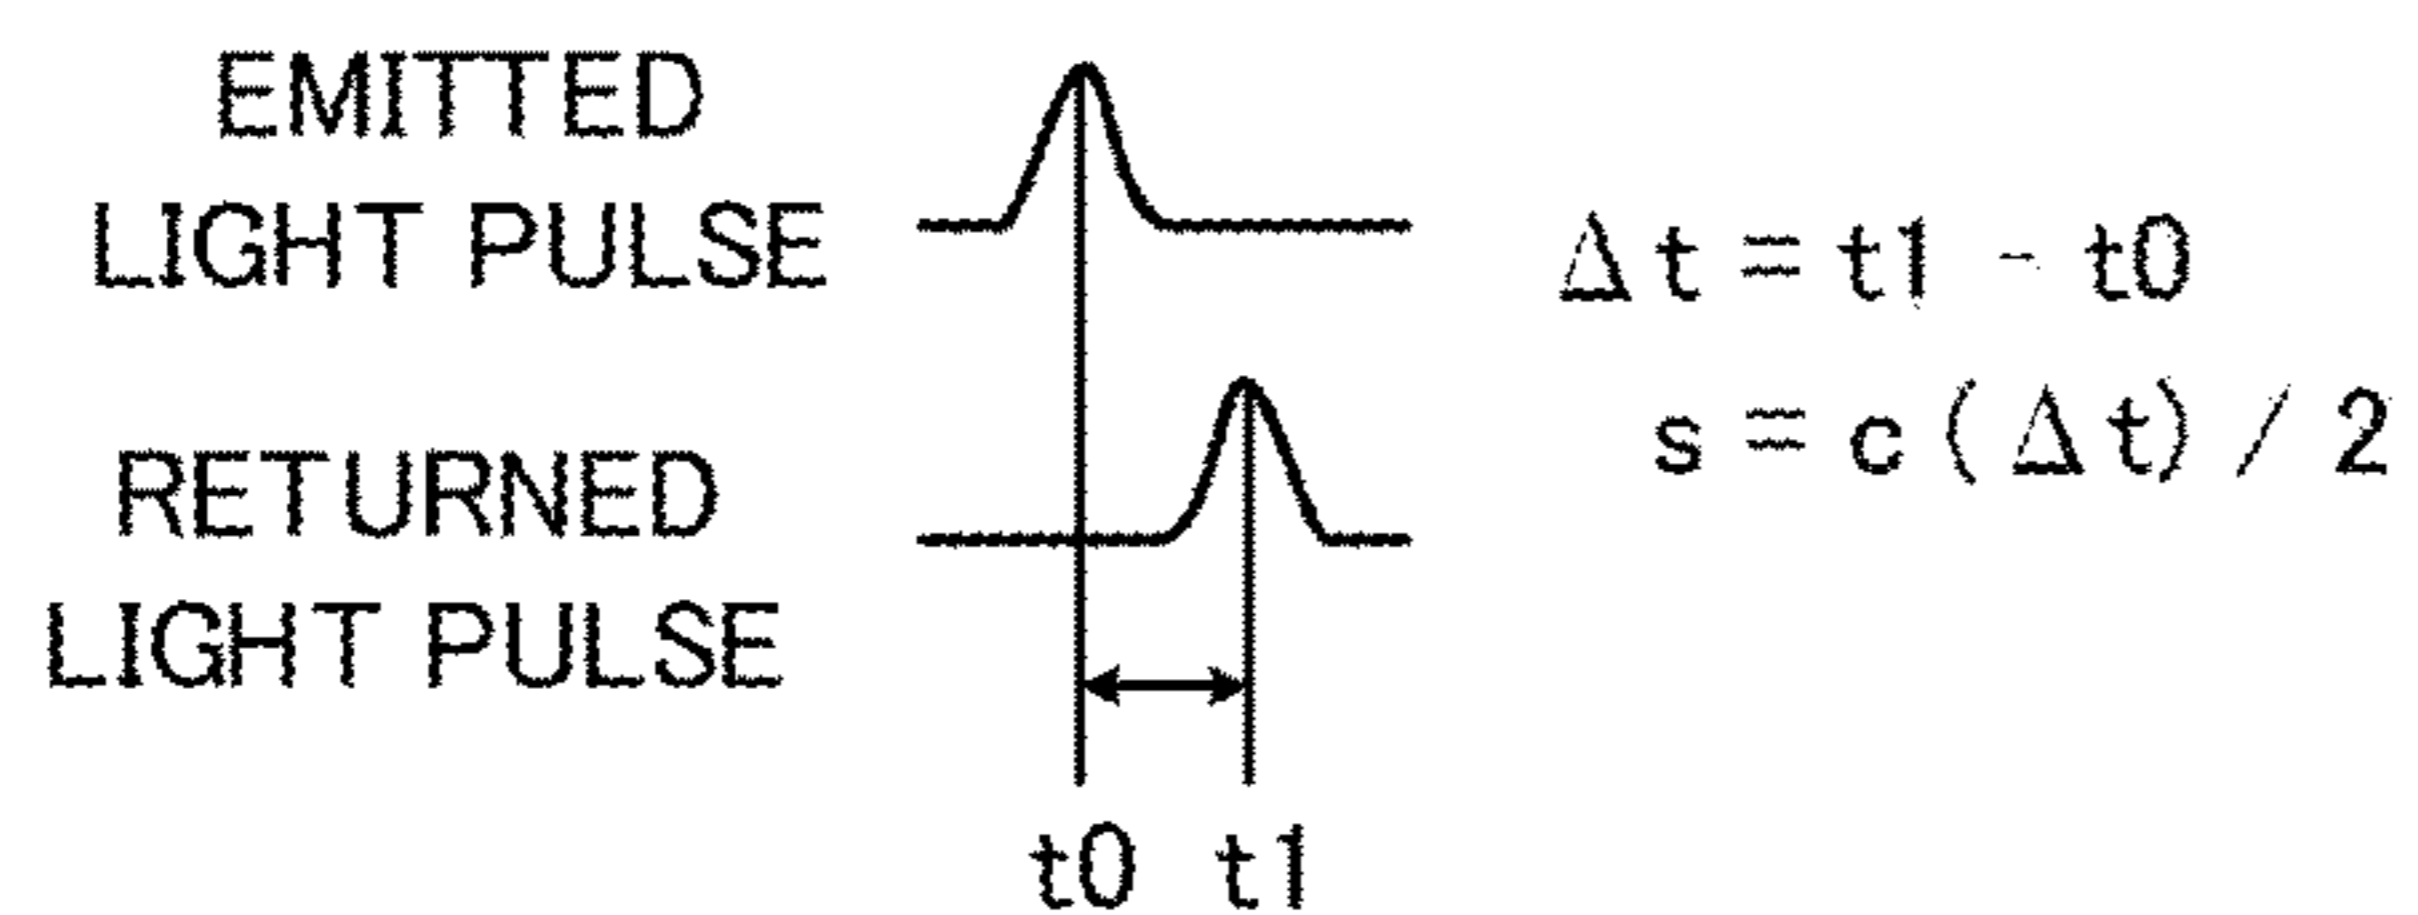 EMITTED
LIGHT PULSE
Δt = t1 - t0
s = c (Δt) / 2
RETURNED
LIGHT PULSE
t0 t1